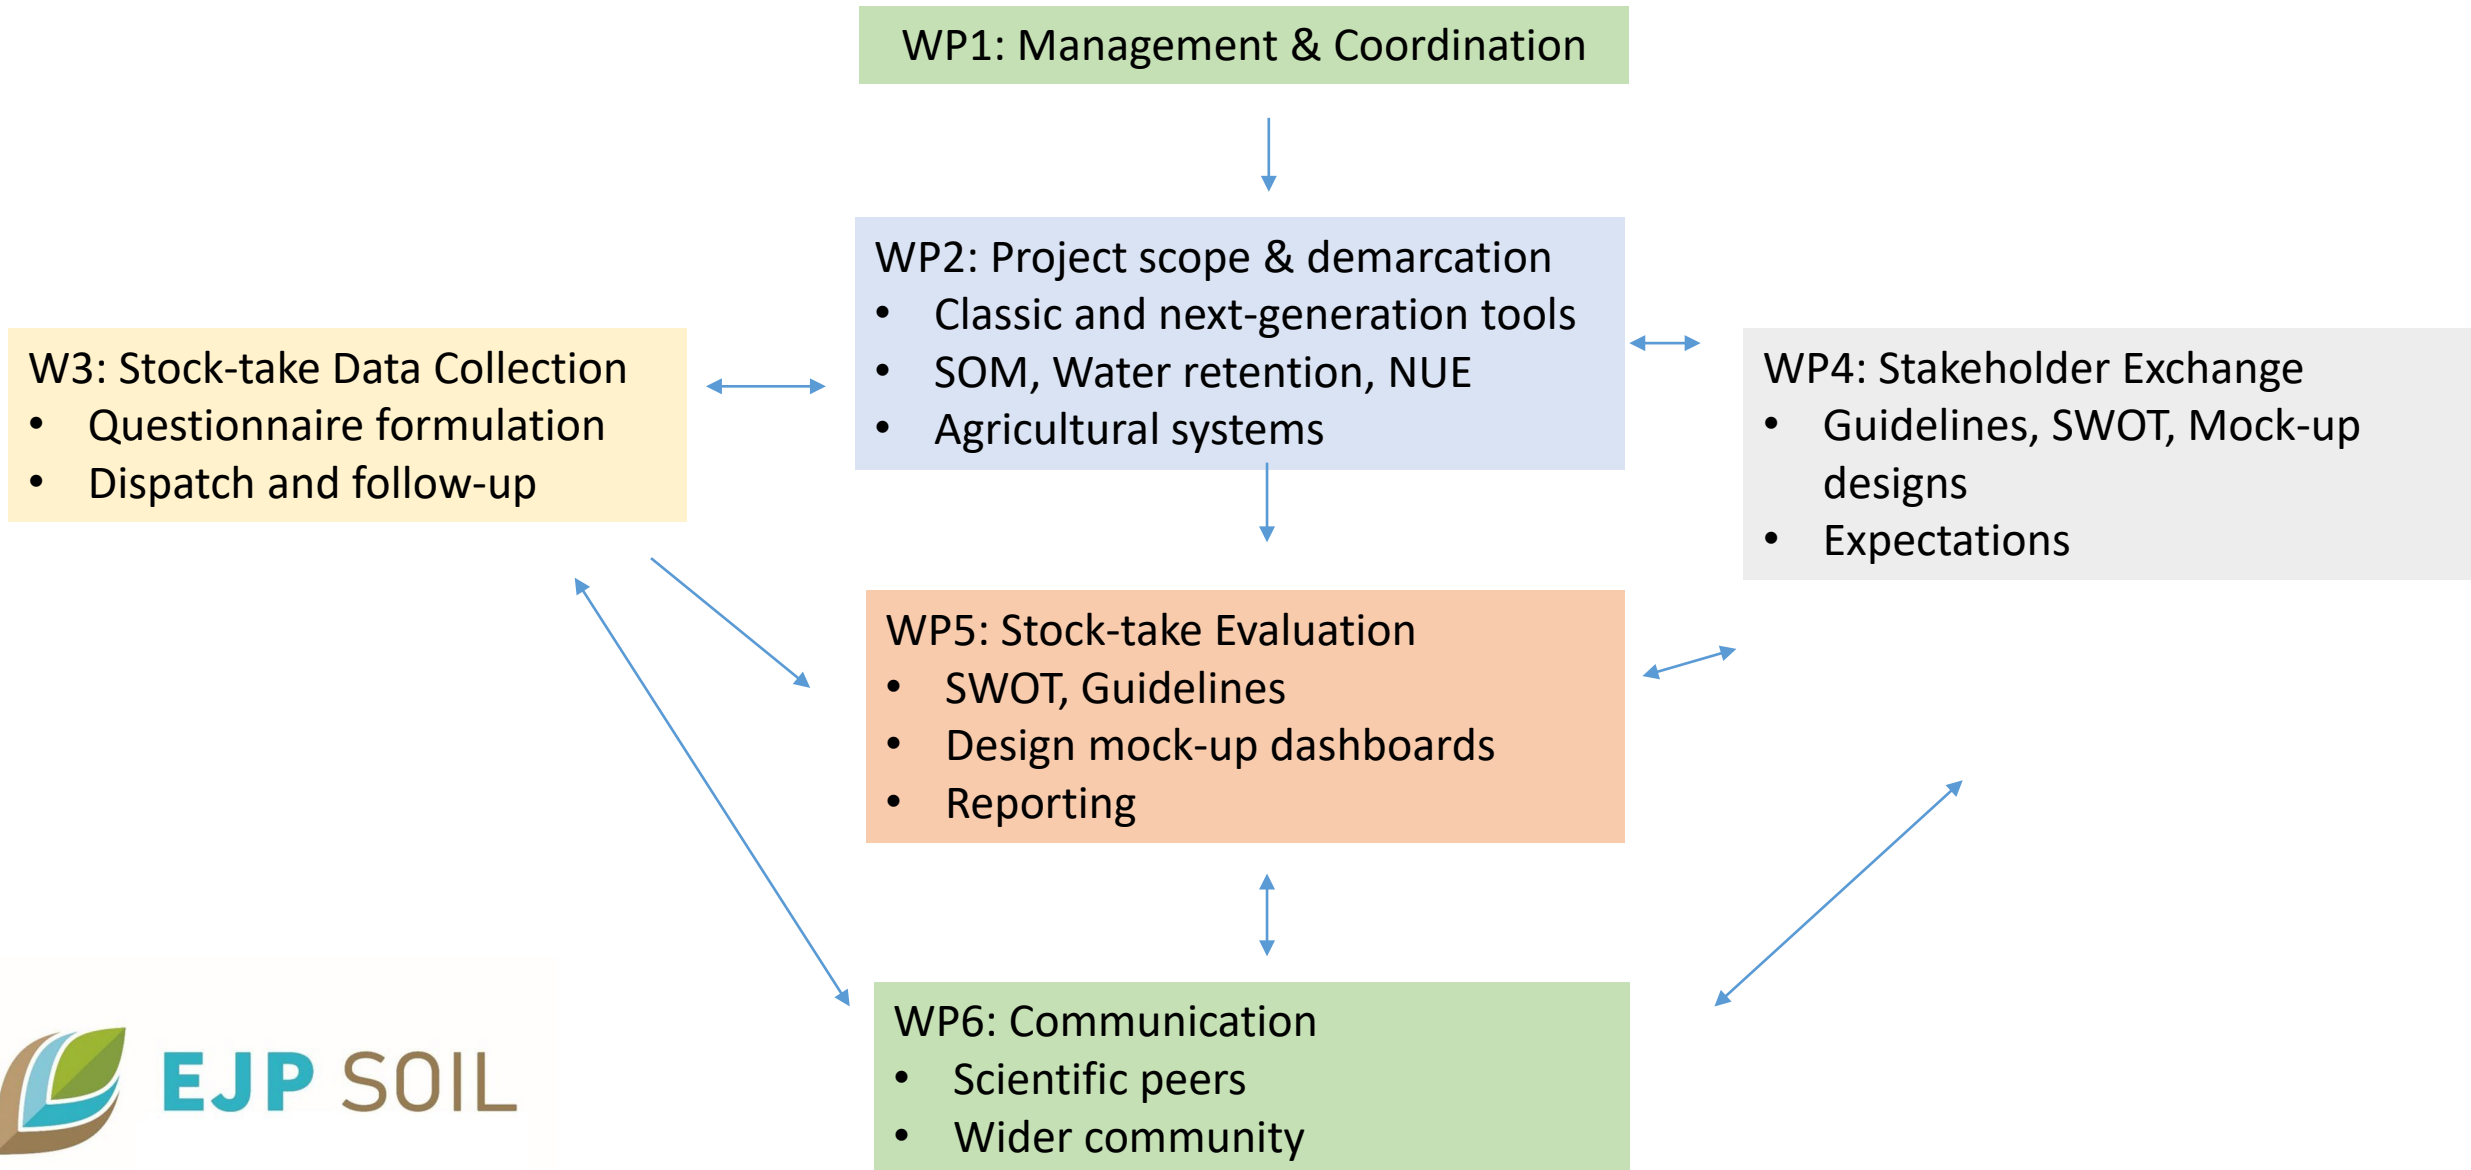 WP1: Management & Coordination
WP2: Project scope & demarcation
• Classic and next-generation tools
• SOM, Water retention, NUE
• Agricultural systems
W3: Stock-take Data Collection
• Questionnaire formulation
• Dispatch and follow-up
WP4: Stakeholder Exchange
• Guidelines, SWOT, Mock-up
designs
• Expectations
WP5: Stock-take Evaluation
• SWOT, Guidelines
• Design mock-up dashboards
• Reporting
WP6: Communication
• Scientific peers
• Wider community
EJP SOIL